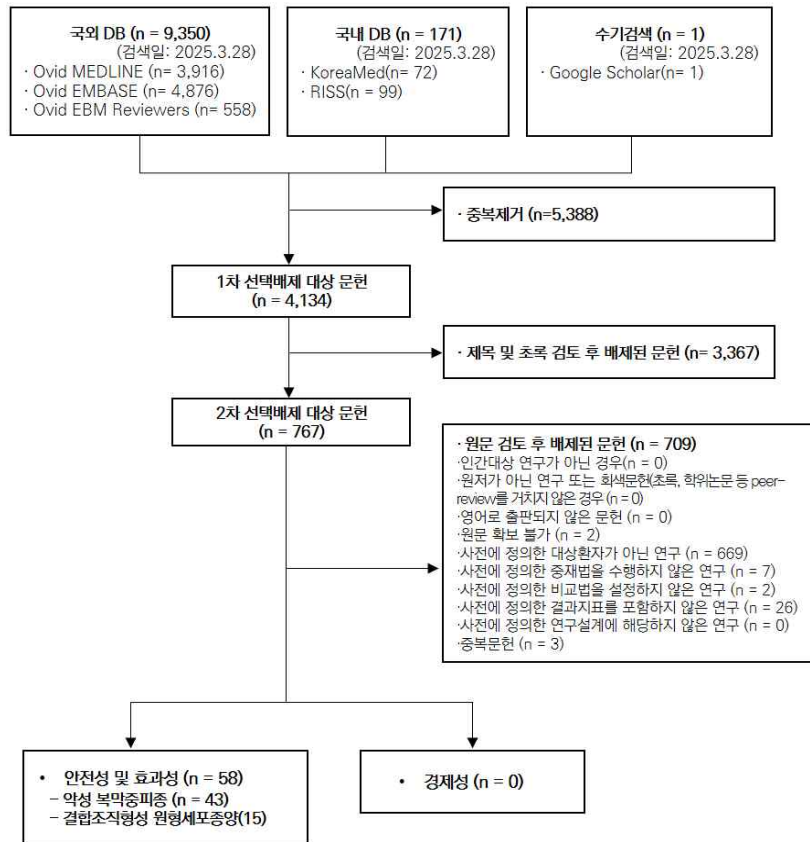 국외 DB (n = 9,350)
(검색일: 2025.3.28)
· Ovid MEDLINE (n= 3,916)
· Ovid EMBASE (n= 4,876)
· Ovid EBM Reviewers (n= 558)
국내 DB (n = 171)
(검색일: 2025.3.28)
· KoreaMed(n= 72)
· RISS(n = 99)
수기검색 (n = 1)
(검색일: 2025.3.28)
· Google Scholar(n= 1)
· 중복제거 (n=5,388)
1차 선택배제 대상 문헌
(n = 4,134)
· 제목 및 초록 검토 후 배제된 문헌 (n= 3,367)
2차 선택배제 대상 문헌
(n = 767)
· 원문 검토 후 배제된 문헌 (n = 709)
·인간대상 연구가 아닌 경우(n = 0)
·원저가 아닌 연구 또는 회색문헌(초록, 학위논문 등 peer-
review를 거치지 않은 경우 (n = 0)
·영어로 출판되지 않은 문헌 (n = 0)
·원문 확보 불가 (n = 2)
·사전에 정의한 대상환자가 아닌 연구 (n = 669)
·사전에 정의한 중재법을 수행하지 않은 연구 (n = 7)
·사전에 정의한 비교법을 설정하지 않은 연구 (n = 2)
·사전에 정의한 결과지표를 포함하지 않은 연구 (n = 26)
·사전에 정의한 연구설계에 해당하지 않은 연구 (n = 0)
·중복문헌 (n = 3)
• 안전성 및 효과성 (n = 58)
– 악성 복막중피종 (n = 43)
– 결합조직형성 원형세포종양(15)
• 경제성 (n = 0)